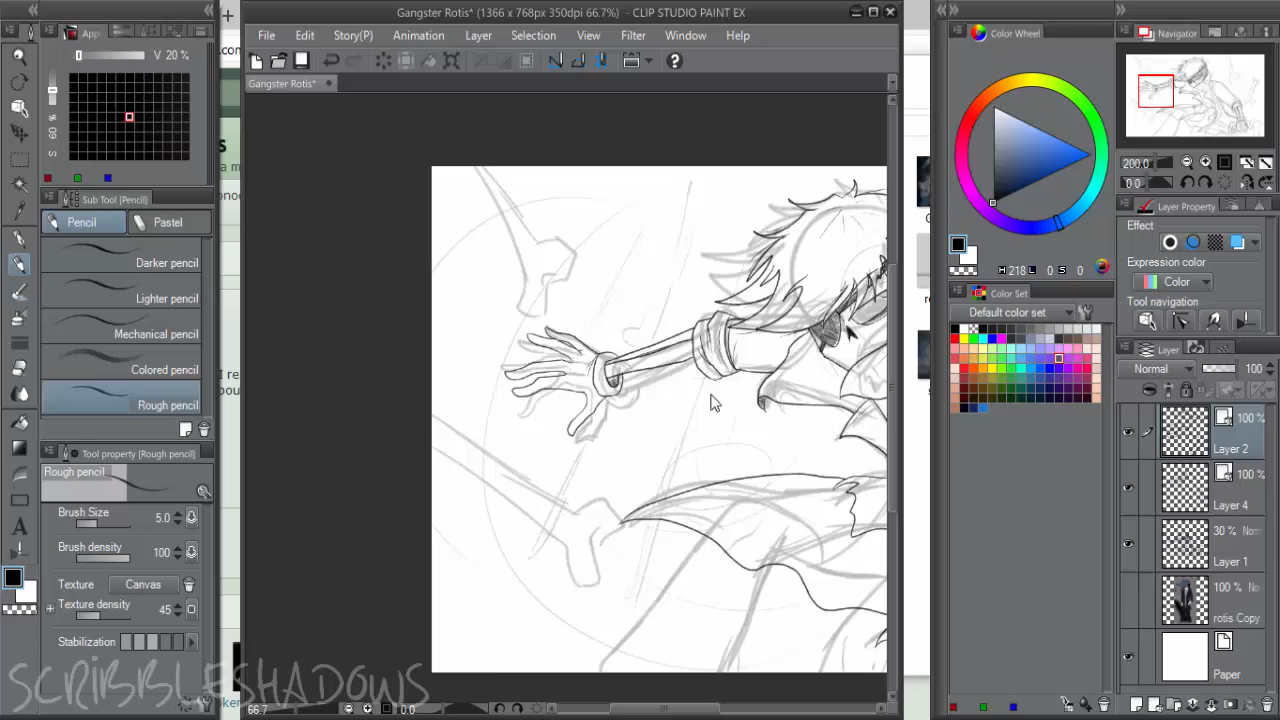 Gangster Rotis* (1366 x 768px 350dpi 66.7%) - CLIP STUDIO PAINT EX
File Edit Story(P) Animation Layer Selection View Filter Window Help
Gangster Rotis*
App
V 20 %
S 60 %
Sub Tool [Pencil]
Pencil Pastel
Darker pencil
Lighter pencil
Mechanical pencil
Colored pencil
Rough pencil
Tool property [Rough pencil]
Rough pencil
Brush Size 5.0
Brush density 100
Texture Canvas
Texture density 45
Stabilization
SCRIBBLESHADOWS
66.7 0.0
Color Wheel
H 218 L 0 S 0
Color Set
Default color set
Navigator
200.0
0.0
Layer Property
Effect
Expression color
Color
Tool navigation
Layer
Normal 100
100 %
Layer 2
100 %
Layer 4
30 %
Layer 1
100 % No
rotis Copy
Paper